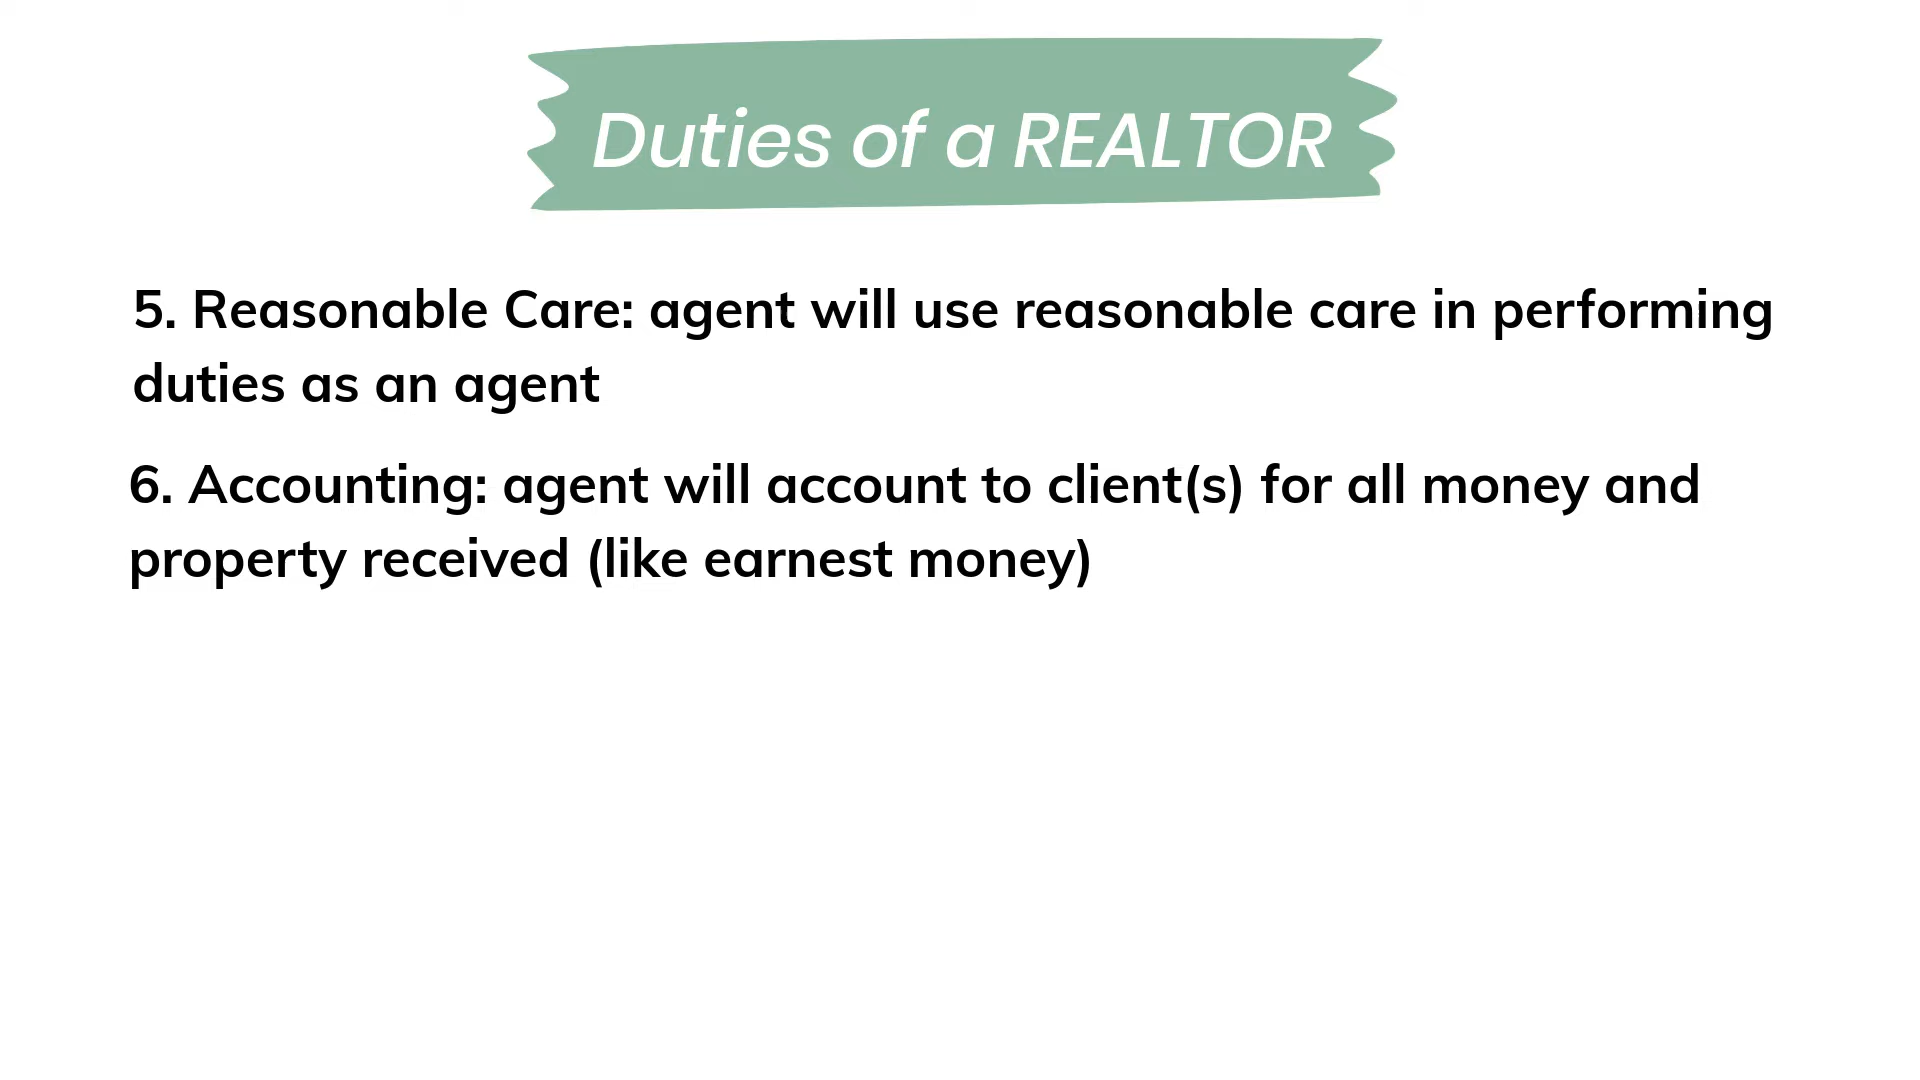 Duties of a REALTOR
5. Reasonable Care: agent will use reasonable care in performing
duties as an agent
6. Accounting: agent will account to client(s) for all money and
property received (like earnest money)